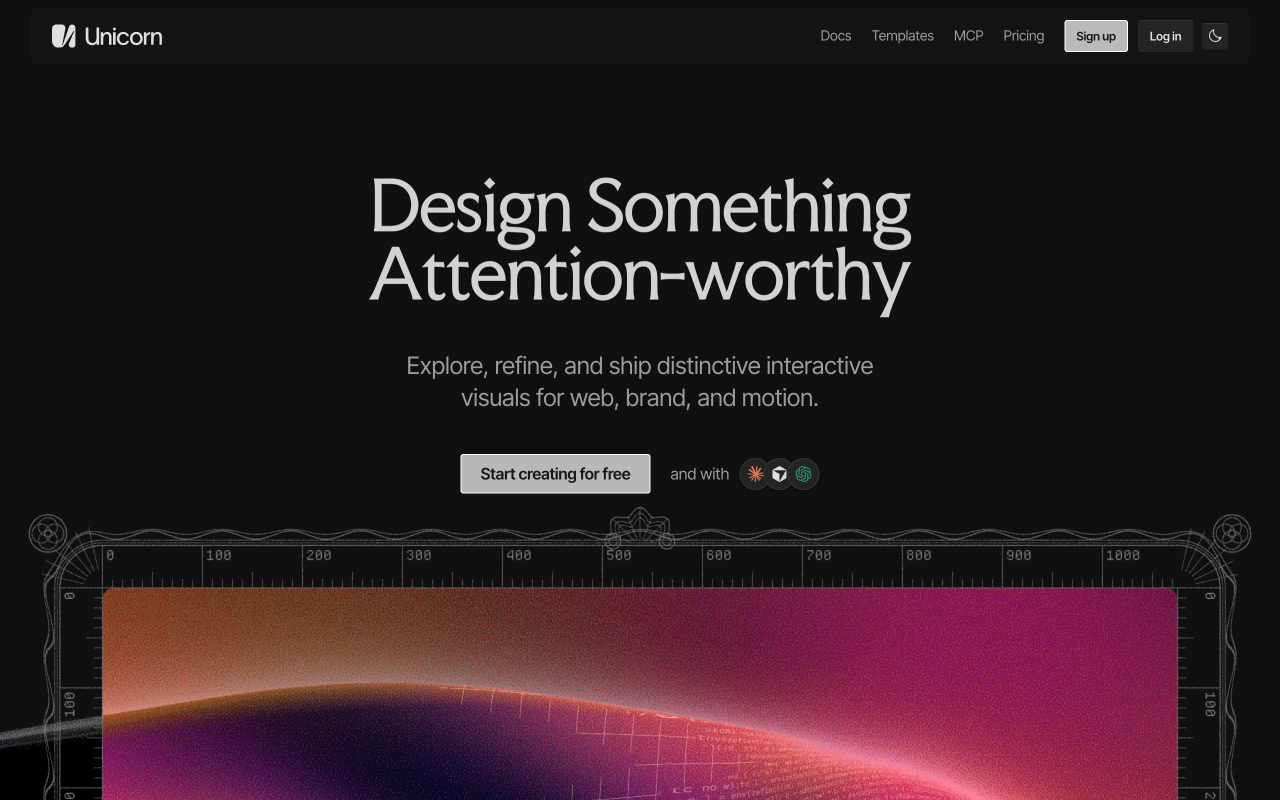 Unicorn
Docs
Templates
MCP
Pricing
Sign up
Log in
Design Something
Attention-worthy
Explore, refine, and ship distinctive interactive
visuals for web, brand, and motion.
Start creating for free
and with
0 100 200 300 400 500 600 700 800 900 1000
0
0
100
100